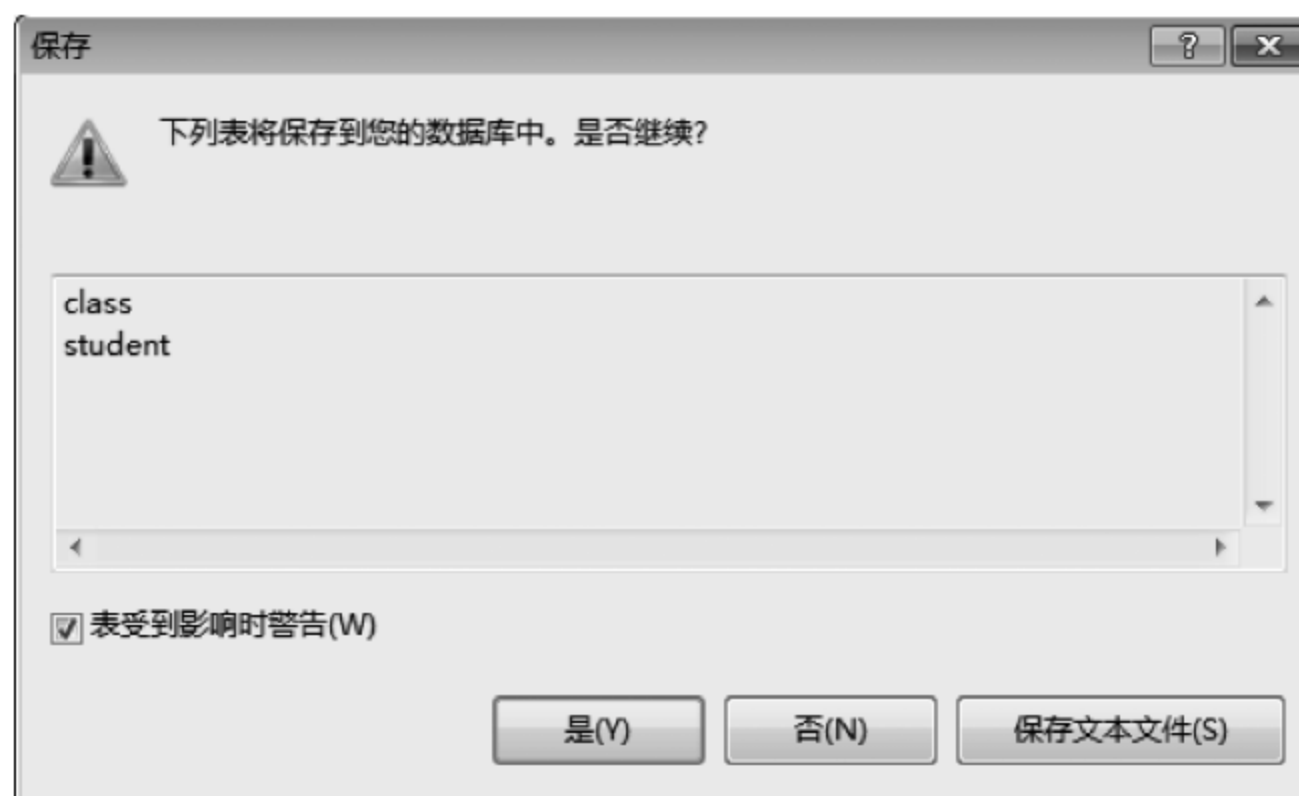 保存
下列表将保存到您的数据库中。是否继续?
class
student
表受到影响时警告(W)
是(Y)
否(N)
保存文本文件(S)